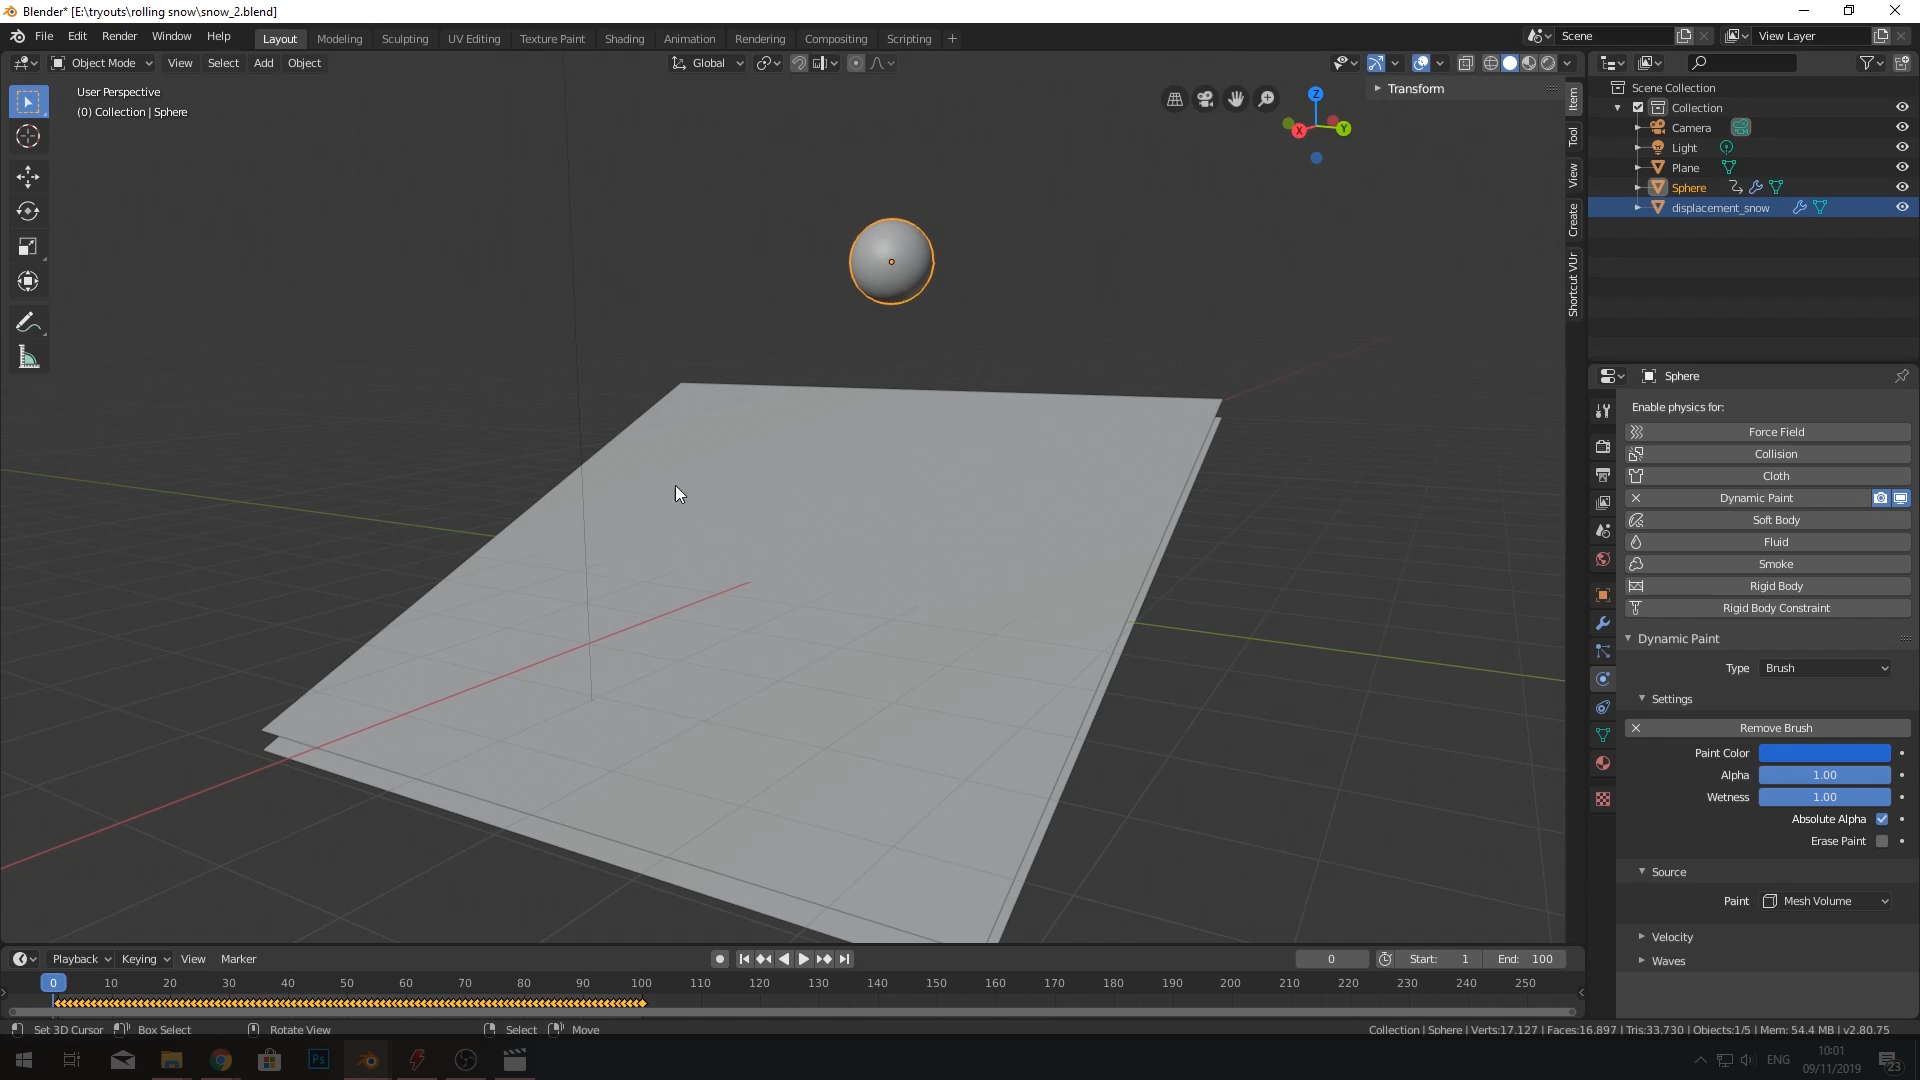 Blender* [E:\tryouts\rolling snow\snow_2.blend]
File Edit Render Window Help
Layout Modeling Sculpting UV Editing Texture Paint Shading Animation Rendering Compositing Scripting +
Scene
View Layer
Object Mode View Select Add Object
Global
User Perspective
(0) Collection | Sphere
Transform
Z
X
Y
Item
Tool
View
Create
Shortcut VUr
Scene Collection
Collection
Camera
Light
Plane
Sphere
displacement_snow
Sphere
Enable physics for:
Force Field
Collision
Cloth
Dynamic Paint
Soft Body
Fluid
Smoke
Rigid Body
Rigid Body Constraint
Dynamic Paint
Type Brush
Settings
Remove Brush
Paint Color
Alpha 1.00
Wetness 1.00
Absolute Alpha
Erase Paint
Source
Paint Mesh Volume
Velocity
Waves
Playback Keying View Marker
0 Start: 1 End: 100
0 10 20 30 40 50 60 70 80 90 100 110 120 130 140 150 160 170 180 190 200 210 220 230 240 250
Set 3D Cursor Box Select Rotate View Select Move
Collection | Sphere | Verts:17,127 | Faces:16,897 | Tris:33,730 | Objects:1/5 | Mem: 54.4 MB | v2.80.75
Ps
ENG
10:01
09/11/2019
23